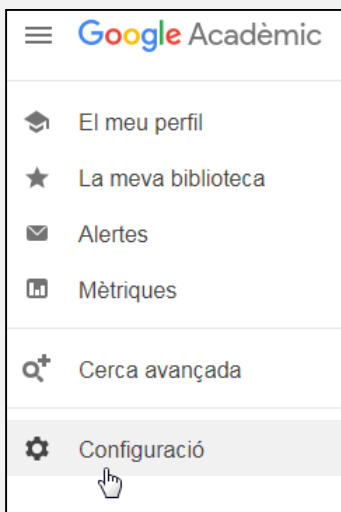 Google Acadèmic
El meu perfil
La meva biblioteca
Alertes
Mètriques
Cerca avançada
Configuració